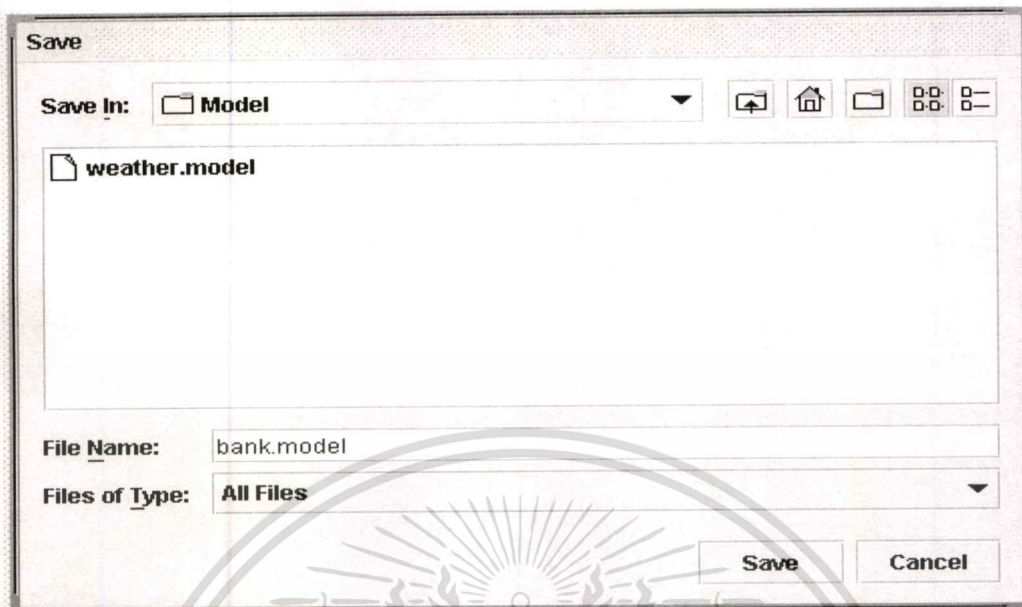 Save
Save In: Model
weather.model
File Name: bank.model
Files of Type: All Files
Save Cancel